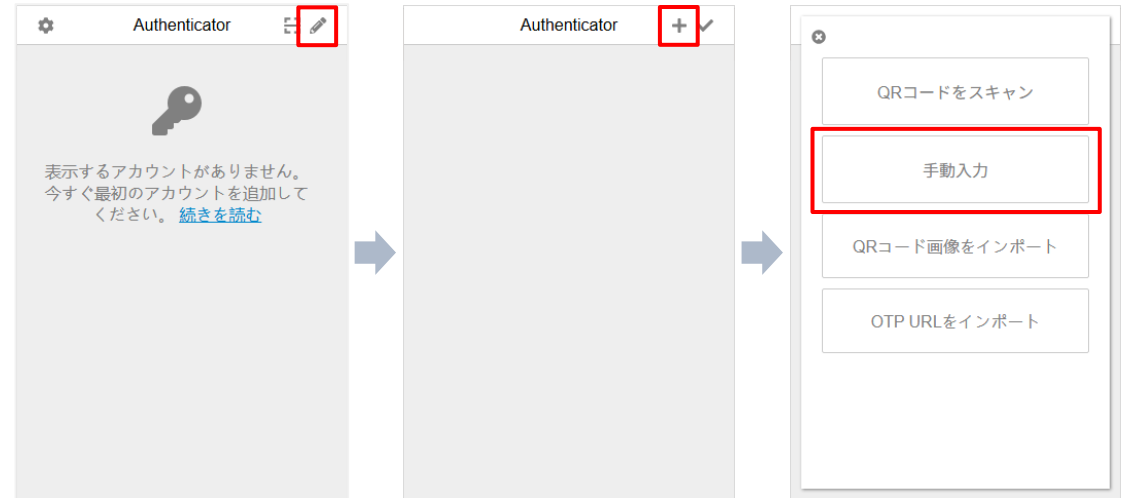 Authenticator
表示するアカウントがありません。
今すぐ最初のアカウントを追加して
ください。 続きを読む
Authenticator
QRコードをスキャン
手動入力
QRコード画像をインポート
OTP URLをインポート